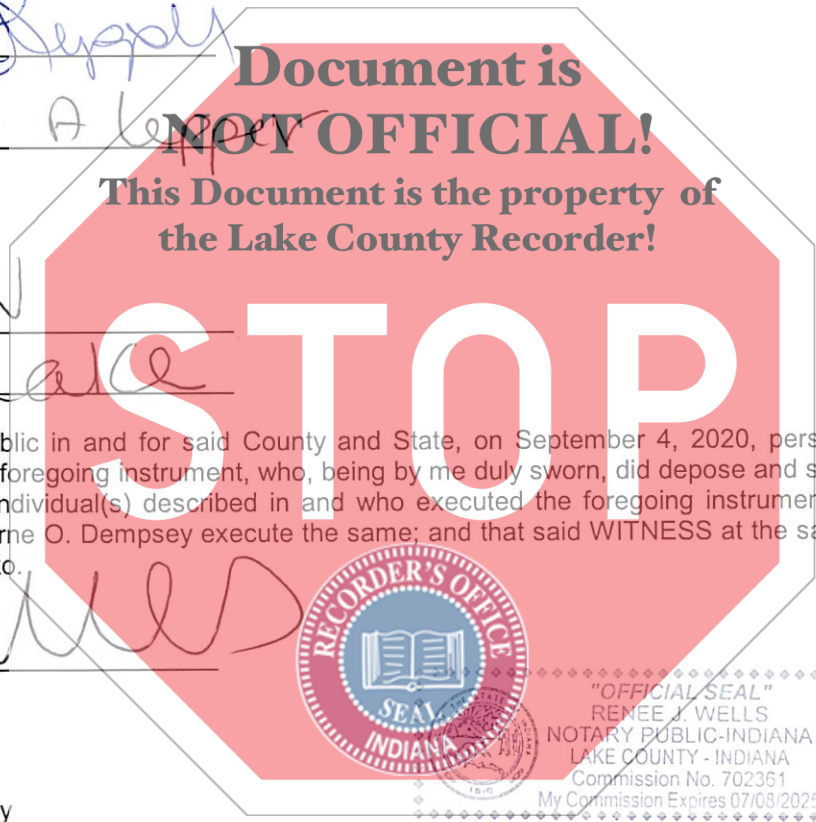 Document is
NOT OFFICIAL!
A Lepper
This Document is the property of
the Lake County Recorder!
STOP
blic in and for said County and State, on September 4, 2020, pers
foregoing instrument, who, being by me duly sworn, did depose and s
ndividual(s) described in and who executed the foregoing instrumen
rne O. Dempsey execute the same; and that said WITNESS at the sa
to.
RECORDER'S OFFICE
SEAL
INDIANA
"OFFICIAL SEAL"
RENEE J. WELLS
NOTARY PUBLIC-INDIANA
LAKE COUNTY - INDIANA
Commission No. 702361
My Commission Expires 07/08/2025
y